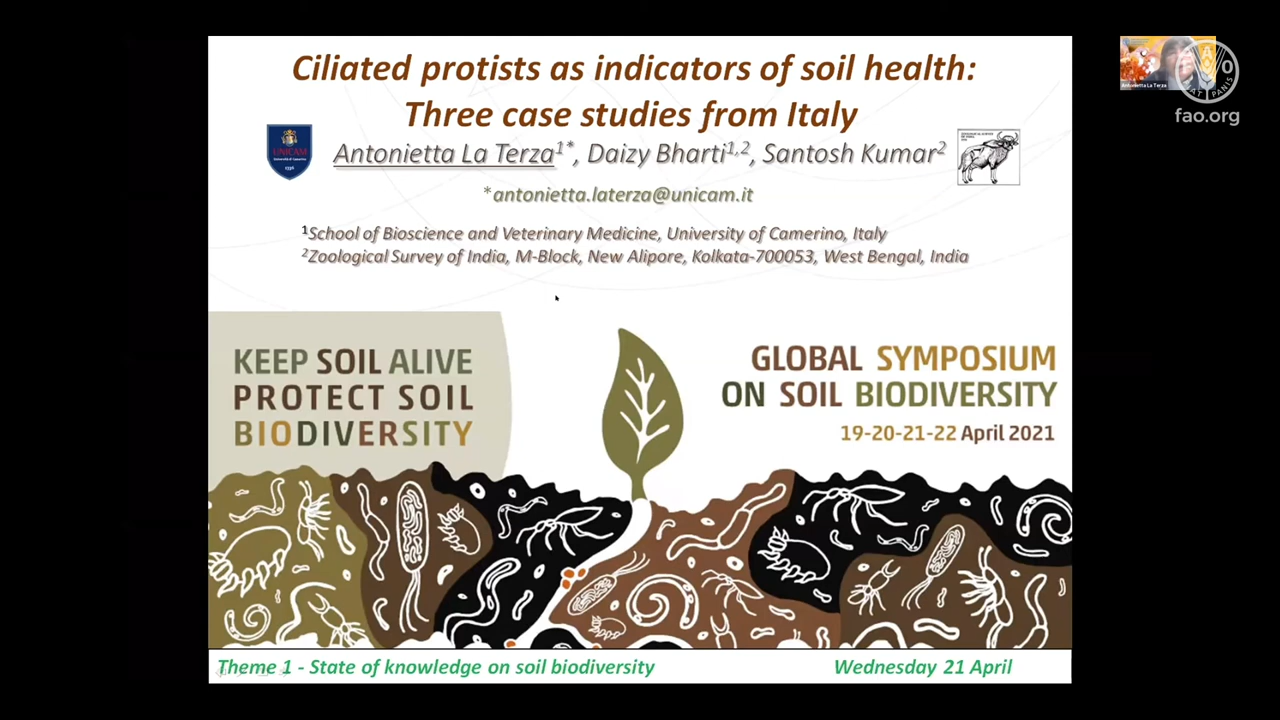 Ciliated protists as indicators of soil health:
Three case studies from Italy
UNICAM
Antonietta La Terza1*, Daizy Bharti1,2, Santosh Kumar2
*antonietta.laterza@unicam.it
1School of Bioscience and Veterinary Medicine, University of Camerino, Italy
2Zoological Survey of India, M-Block, New Alipore, Kolkata-700053, West Bengal, India
KEEP SOIL ALIVE
PROTECT SOIL
BIODIVERSITY
GLOBAL SYMPOSIUM
ON SOIL BIODIVERSITY
19-20-21-22 April 2021
Theme 1 - State of knowledge on soil biodiversity
Wednesday 21 April
Antonietta La Terza
fao.org